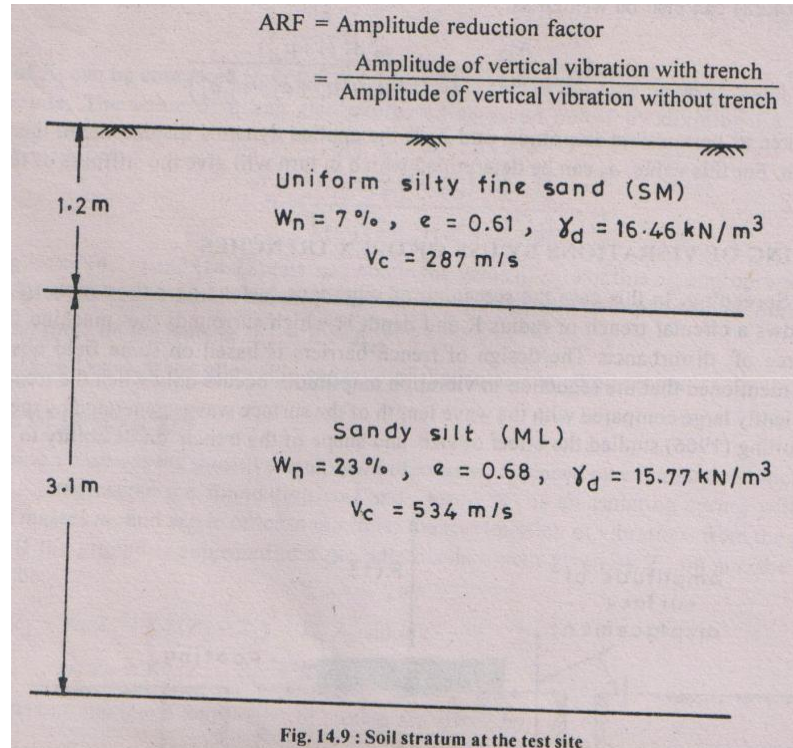 ARF = Amplitude reduction factor
= Amplitude of vertical vibration with trench
Amplitude of vertical vibration without trench
Uniform silty fine sand (SM)
1.2 m
Wn = 7 %, e = 0.61, γd = 16.46 kN/m³
Vc = 287 m/s
Sandy silt (ML)
Wn = 23 %, e = 0.68, γd = 15.77 kN/m³
3.1 m
Vc = 534 m/s
Fig. 14.9 : Soil stratum at the test site